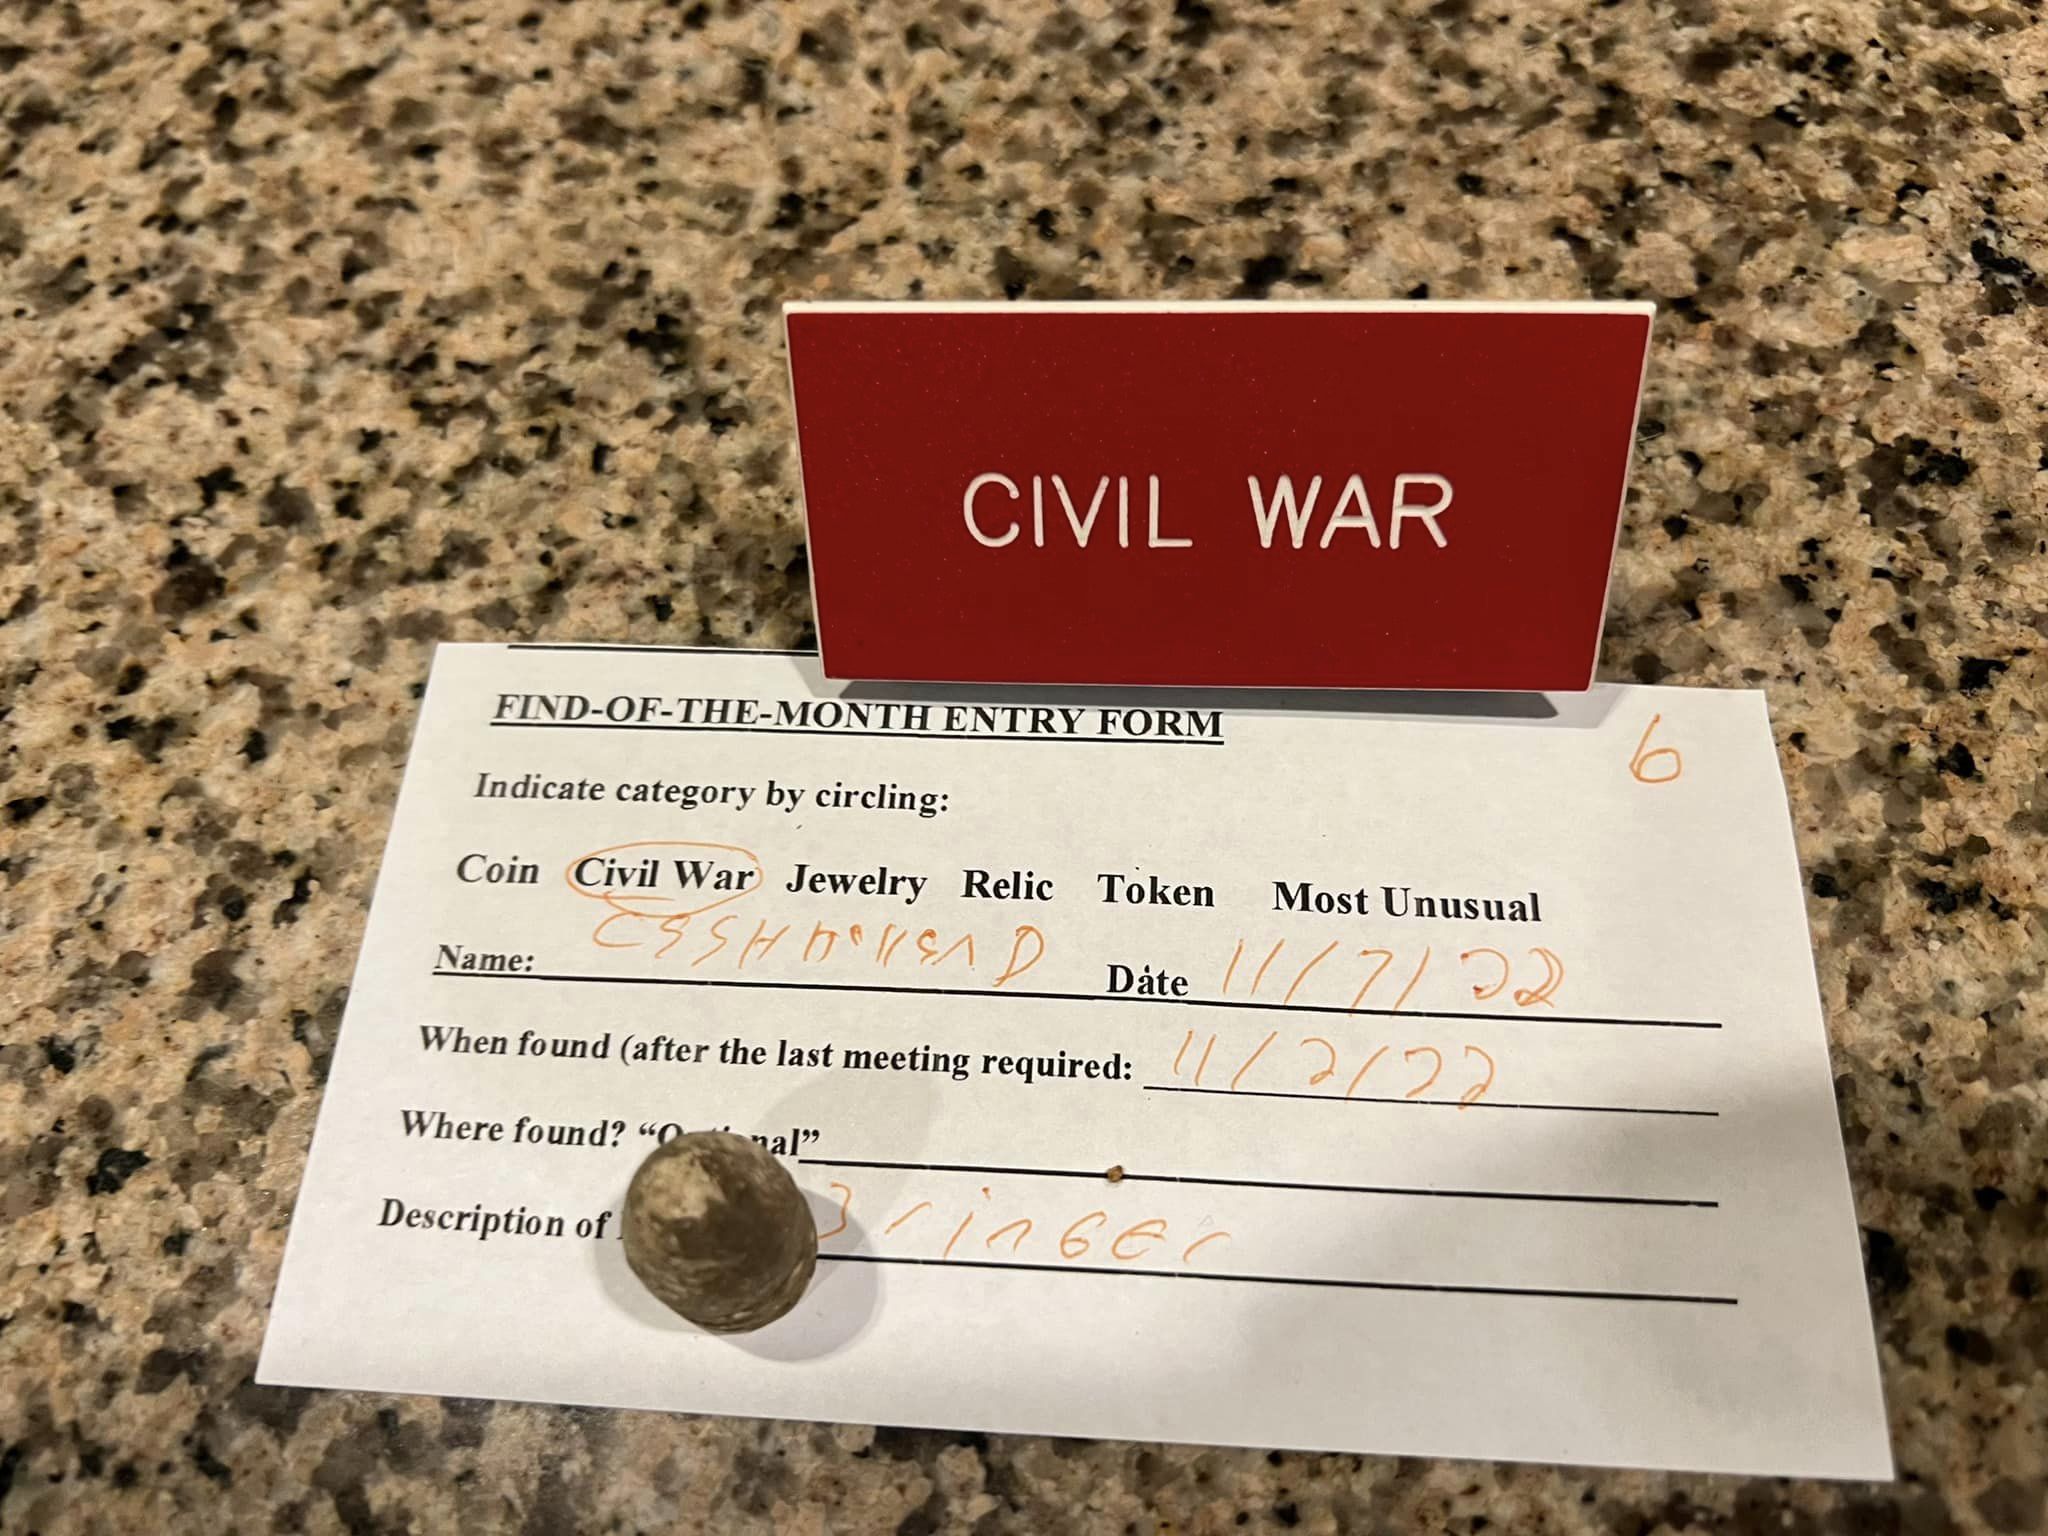 CIVIL WAR
FIND-OF-THE-MONTH ENTRY FORM
6
Indicate category by circling:
Coin Civil War Jewelry Relic Token Most Unusual
Name: Date 11/7/22
When found (after the last meeting required: 11/2/22
Where found?
Description of 3 ringer